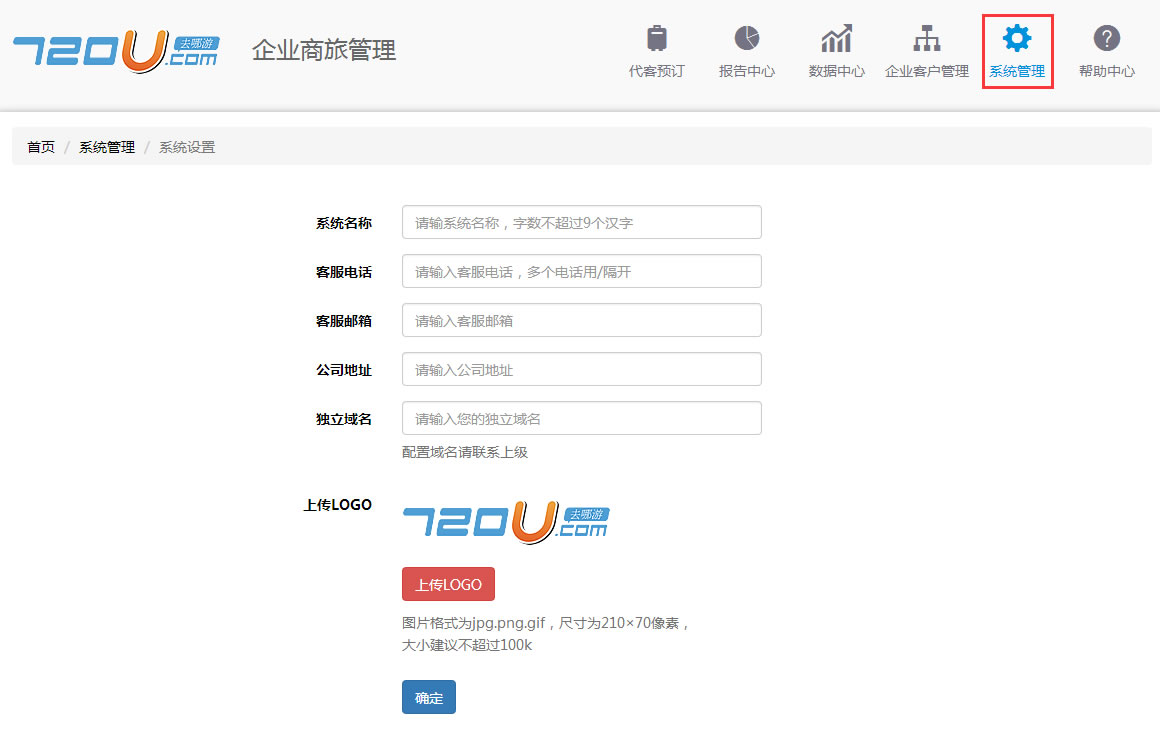 720U.com 去哪游
企业商旅管理
代客预订 报告中心 数据中心 企业客户管理 系统管理 帮助中心
首页 / 系统管理 / 系统设置
系统名称 请输系统名称，字数不超过9个汉字
客服电话 请输入客服电话，多个电话用/隔开
客服邮箱 请输入客服邮箱
公司地址 请输入公司地址
独立域名 请输入您的独立域名
配置域名请联系上级
上传LOGO 720U.com 去哪游
上传LOGO
图片格式为jpg.png.gif，尺寸为210×70像素，
大小建议不超过100k
确定